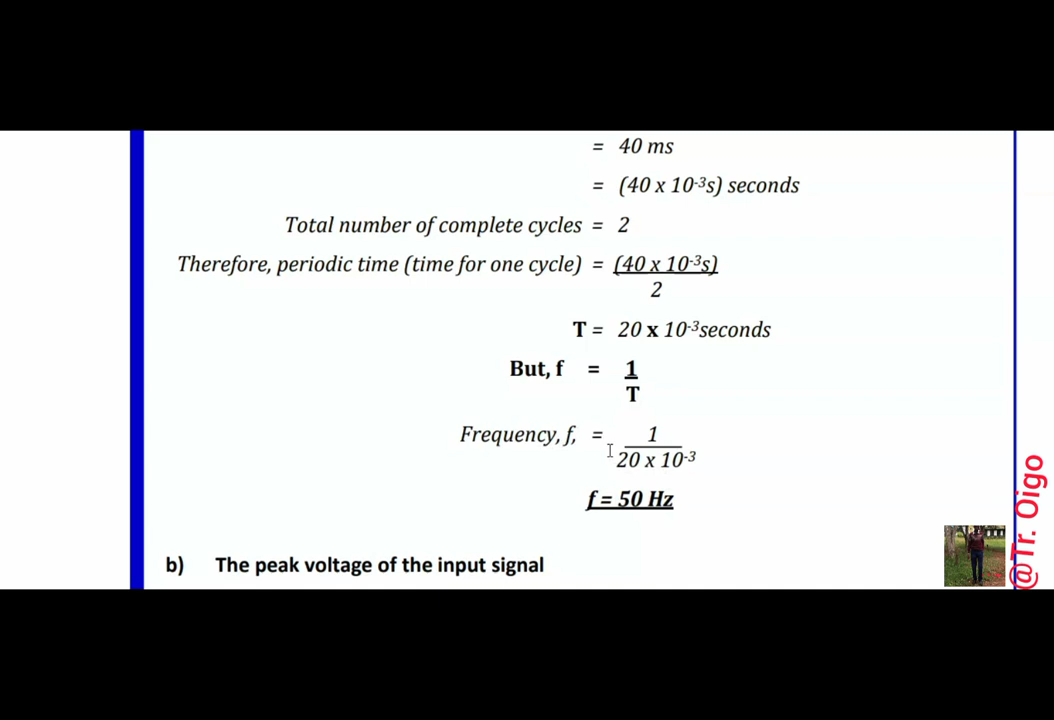 = 40 ms
= (40 x 10⁻³s) seconds
Total number of complete cycles = 2
Therefore, periodic time (time for one cycle) = (40 x 10⁻³s)
2
T = 20 x 10⁻³seconds
But, f = 1
T
Frequency, f, = 1
20 x 10⁻³
f = 50 Hz
b) The peak voltage of the input signal
@Tr. Oigo